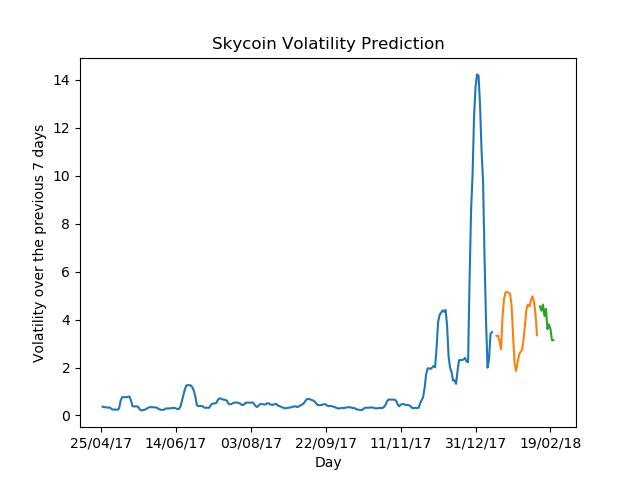 Skycoin Volatility Prediction
Volatility over the previous 7 days
14
12
10
8
6
4
2
0
25/04/17 14/06/17 03/08/17 22/09/17 11/11/17 31/12/17 19/02/18
Day